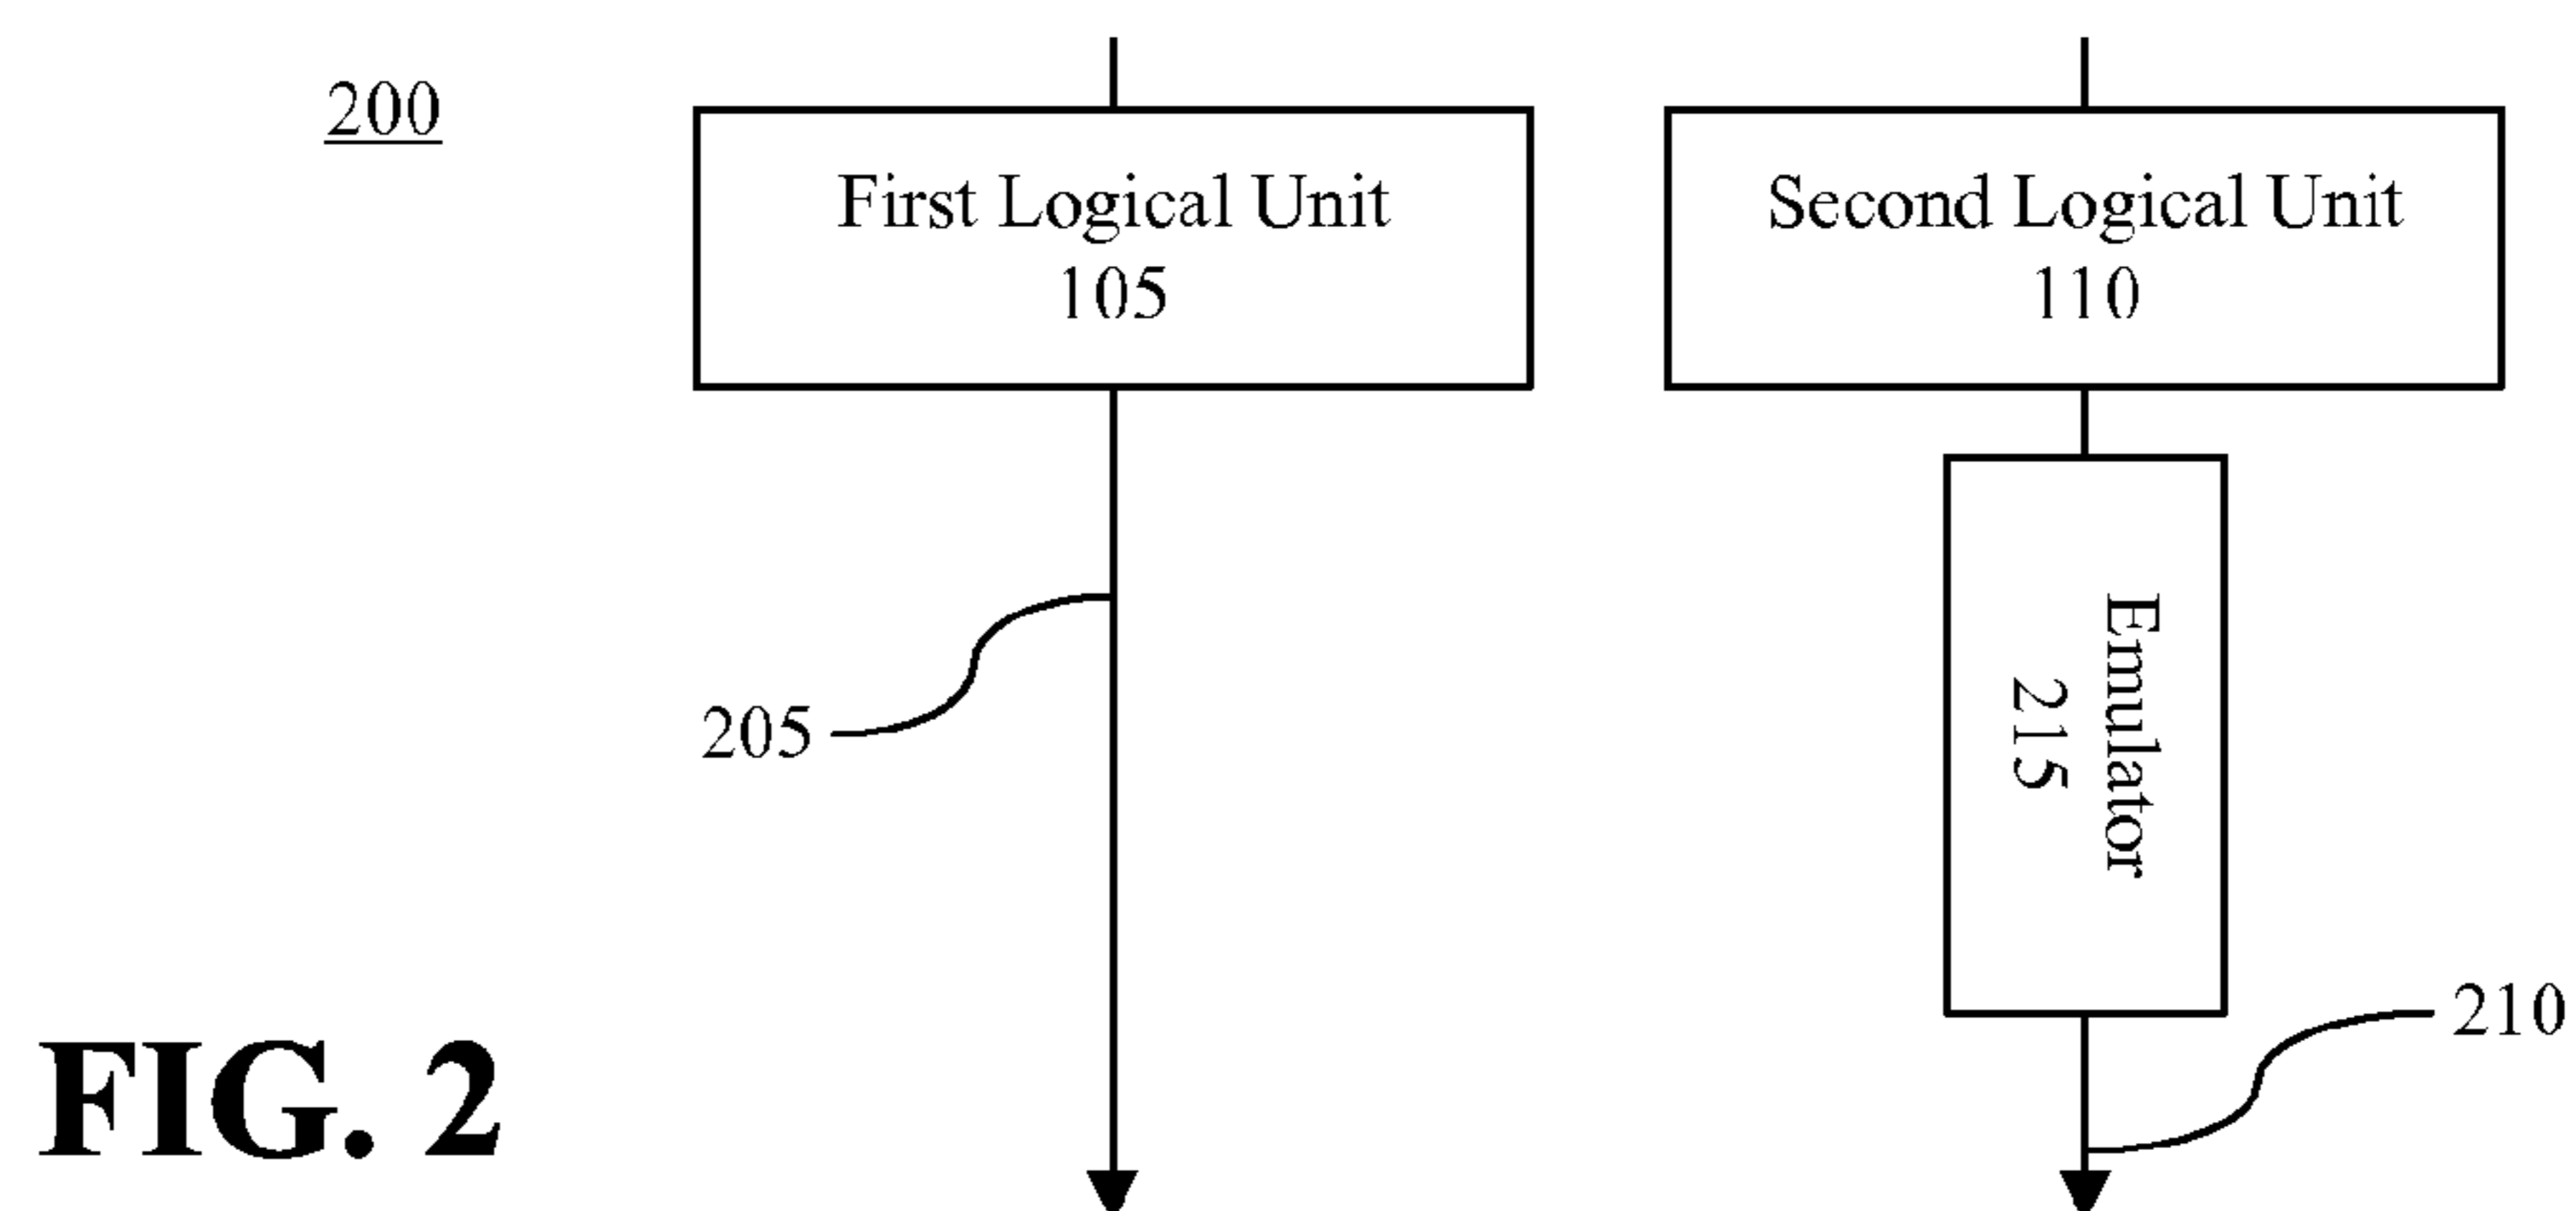 200
First Logical Unit
105
Second Logical Unit
110
Emulator
215
205
210
FIG. 2